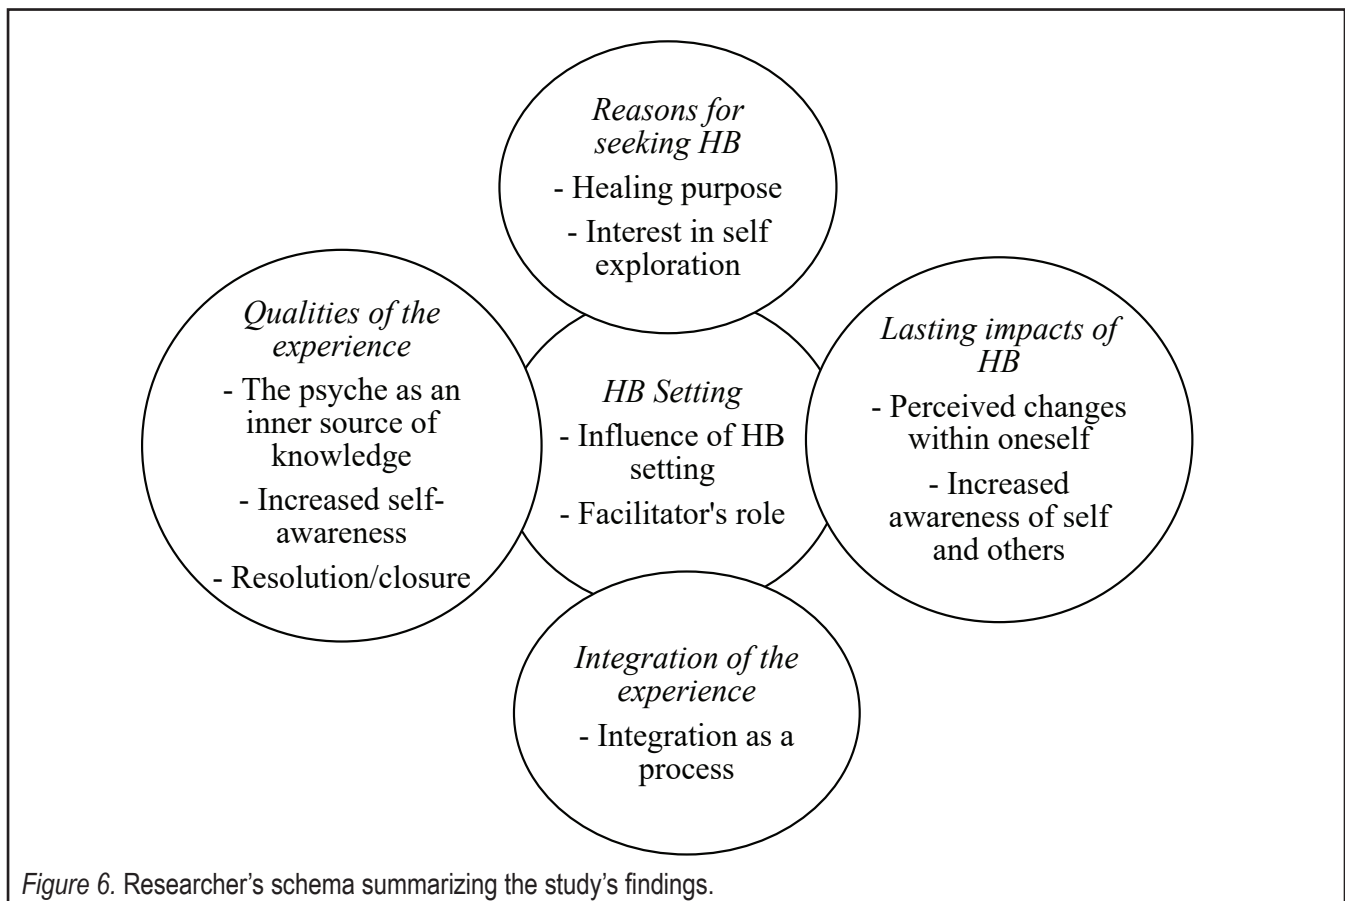 Reasons for
seeking HB
- Healing purpose
- Interest in self
exploration
Qualities of the
experience
- The psyche as an
inner source of
knowledge
- Increased self-
awareness
- Resolution/closure
HB Setting
- Influence of HB
setting
- Facilitator's role
Lasting impacts of
HB
- Perceived changes
within oneself
- Increased
awareness of self
and others
Integration of the
experience
- Integration as a
process
Figure 6. Researcher’s schema summarizing the study’s findings.